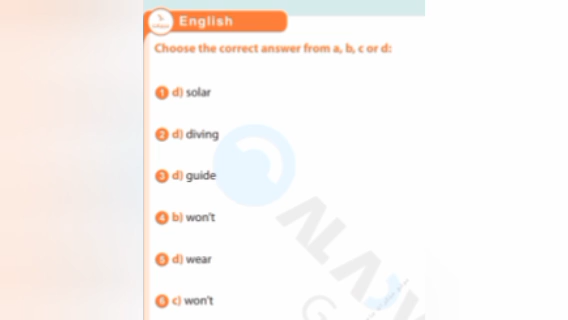 English
Choose the correct answer from a, b, c or d:
1 d) solar
2 d) diving
3 d) guide
4 b) won't
5 d) wear
6 c) won't